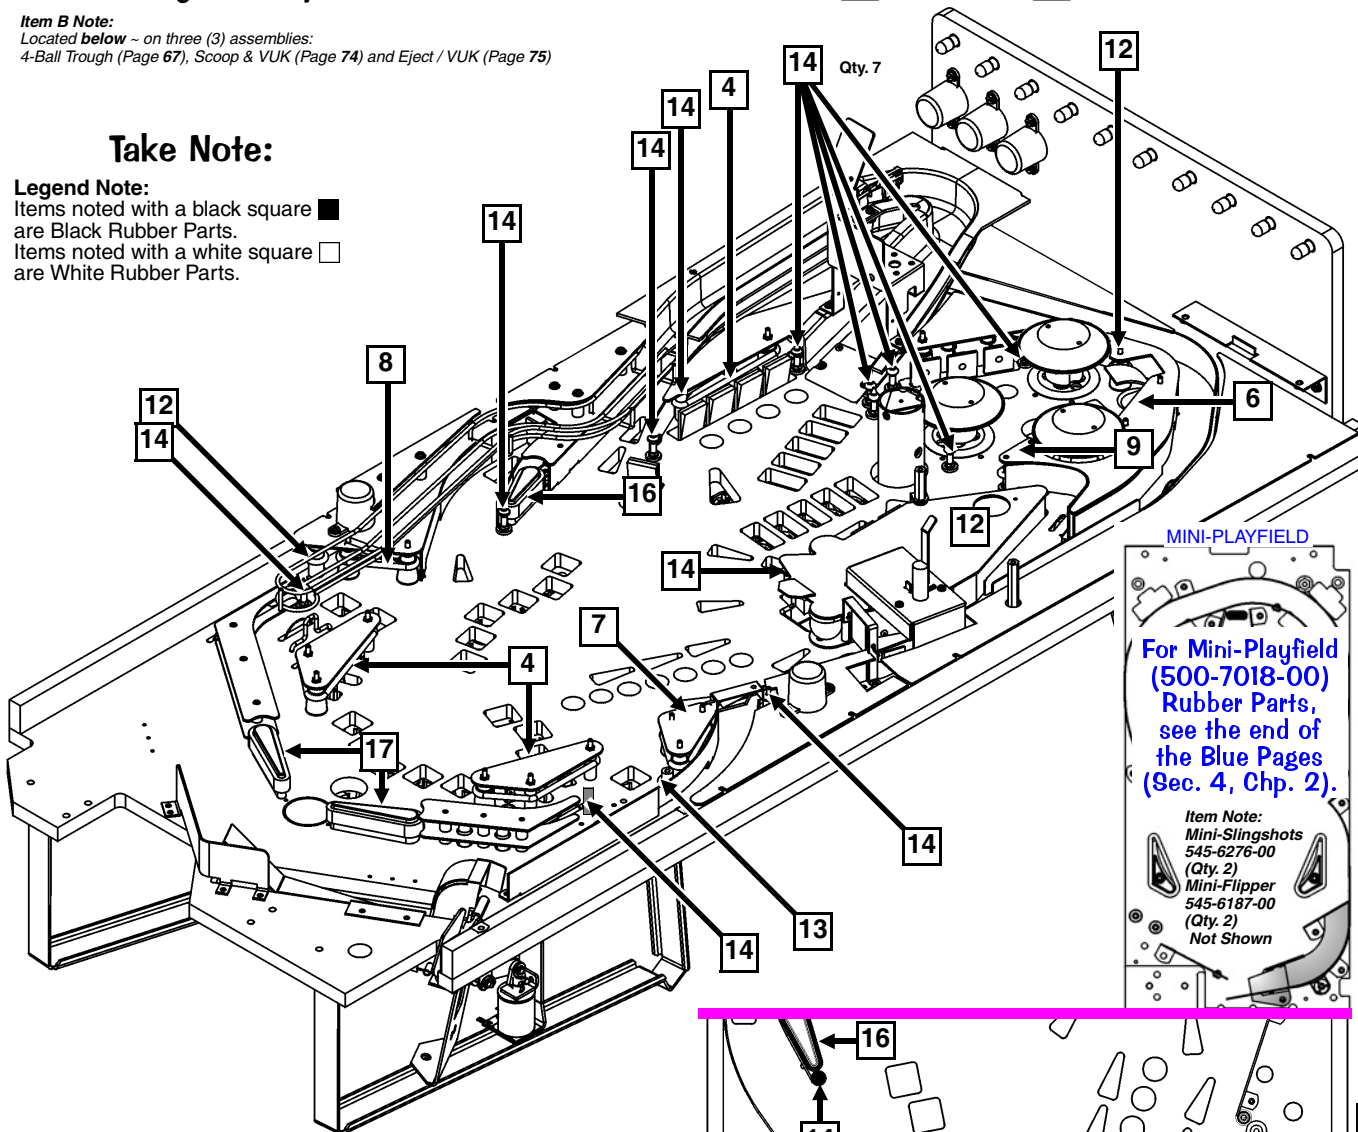 Item B Note:
Located below ~ on three (3) assemblies:
4-Ball Trough (Page 67), Scoop & VUK (Page 74) and Eject / VUK (Page 75)
Take Note:
Legend Note:
Items noted with a black square
are Black Rubber Parts.
Items noted with a white square
are White Rubber Parts.
14 Qty. 7
12
4
14
14
14
8
12
14
6
9
16
12
14
7
4
17
14
13
14
MINI-PLAYFIELD
For Mini-Playfield
(500-7018-00)
Rubber Parts,
see the end of
the Blue Pages
(Sec. 4, Chp. 2).
Item Note:
Mini-Slingshots
545-6276-00
(Qty. 2)
Mini-Flipper
545-6187-00
(Qty. 2)
Not Shown
16